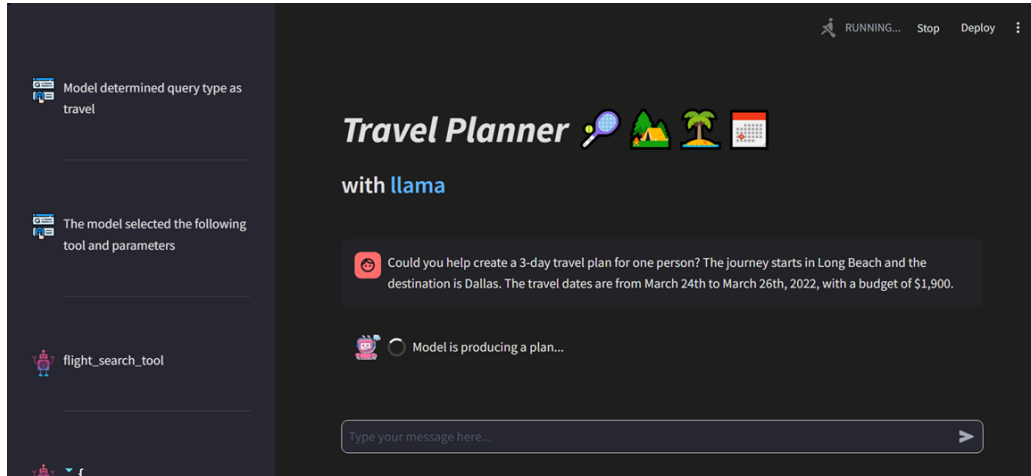 RUNNING... Stop Deploy
Model determined query type as
travel
The model selected the following
tool and parameters
flight_search_tool
{
Travel Planner
with llama
Could you help create a 3-day travel plan for one person? The journey starts in Long Beach and the
destination is Dallas. The travel dates are from March 24th to March 26th, 2022, with a budget of $1,900.
Model is producing a plan...
Type your message here...